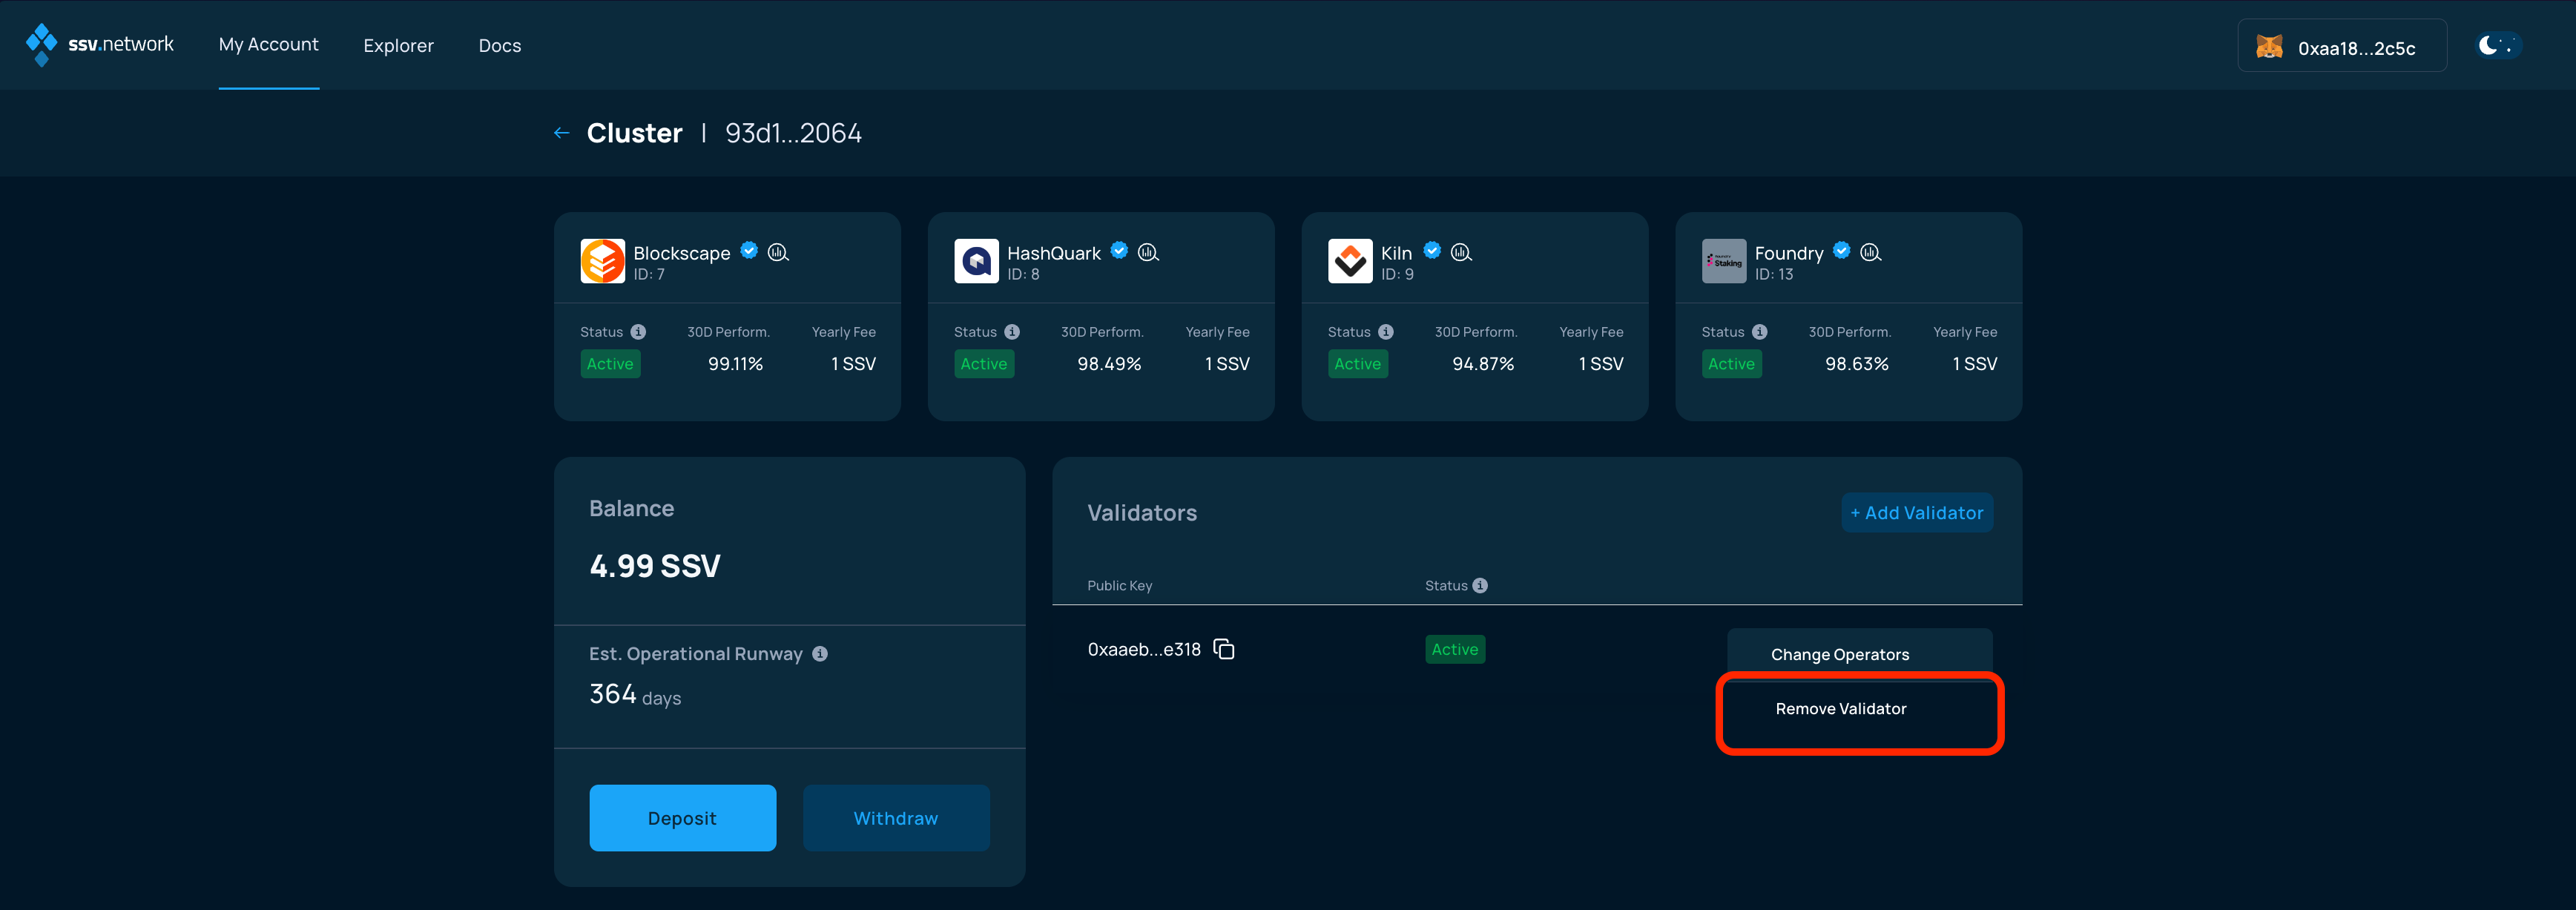 ssv.network My Account Explorer Docs 0xaa18...2c5c
← Cluster | 93d1...2064
Blockscape
ID: 7
Status 30D Perform. Yearly Fee
Active 99.11% 1 SSV
HashQuark
ID: 8
Status 30D Perform. Yearly Fee
Active 98.49% 1 SSV
Kiln
ID: 9
Status 30D Perform. Yearly Fee
Active 94.87% 1 SSV
Staking
Foundry
ID: 13
Status 30D Perform. Yearly Fee
Active 98.63% 1 SSV
Balance
4.99 SSV
Est. Operational Runway
364 days
Deposit Withdraw
Validators + Add Validator
Public Key Status
0xaaeb...e318 Active
Change Operators
Remove Validator